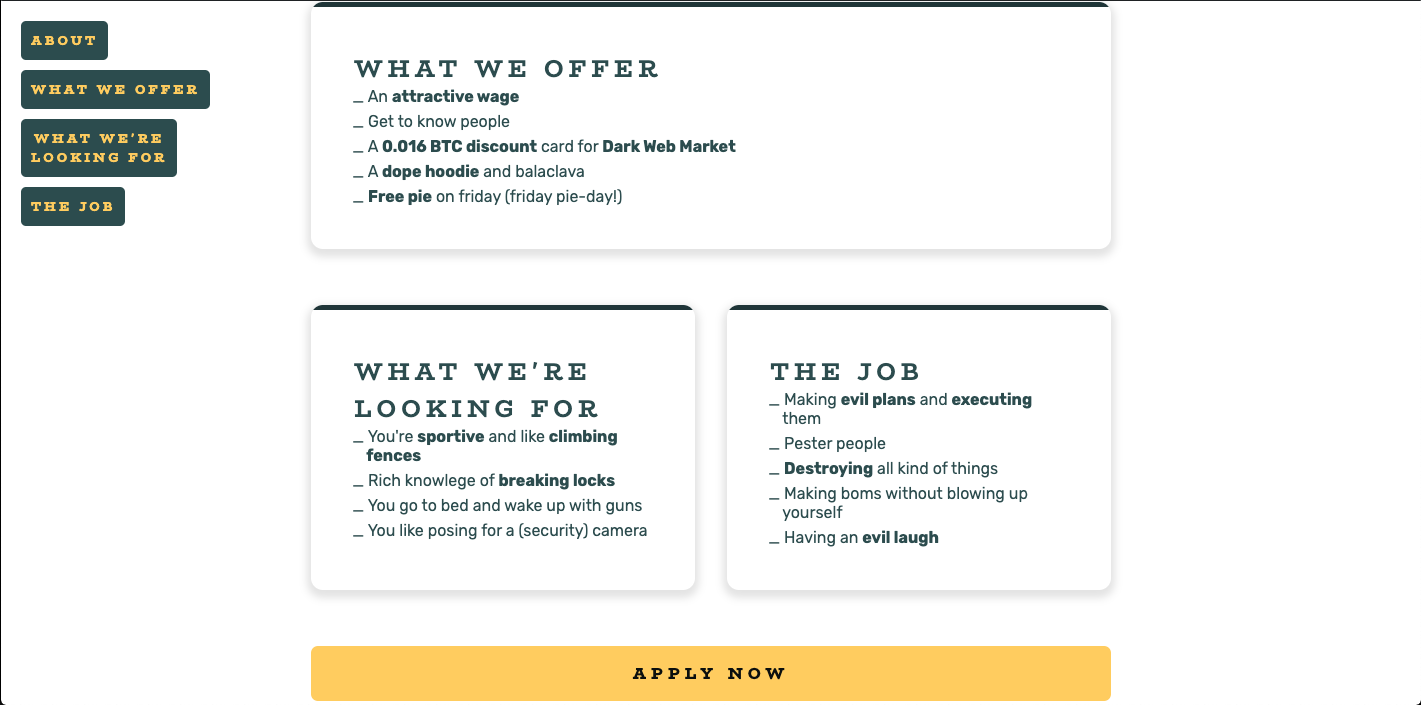 ABOUT
WHAT WE OFFER
WHAT WE'RE
LOOKING FOR
THE JOB
WHAT WE OFFER
_ An attractive wage
_ Get to know people
_ A 0.016 BTC discount card for Dark Web Market
_ A dope hoodie and balaclava
_ Free pie on friday (friday pie-day!)
WHAT WE'RE
LOOKING FOR
_ You're sportive and like climbing
fences
_ Rich knowlege of breaking locks
_ You go to bed and wake up with guns
_ You like posing for a (security) camera
THE JOB
_ Making evil plans and executing
them
_ Pester people
_ Destroying all kind of things
_ Making boms without blowing up
yourself
_ Having an evil laugh
APPLY NOW